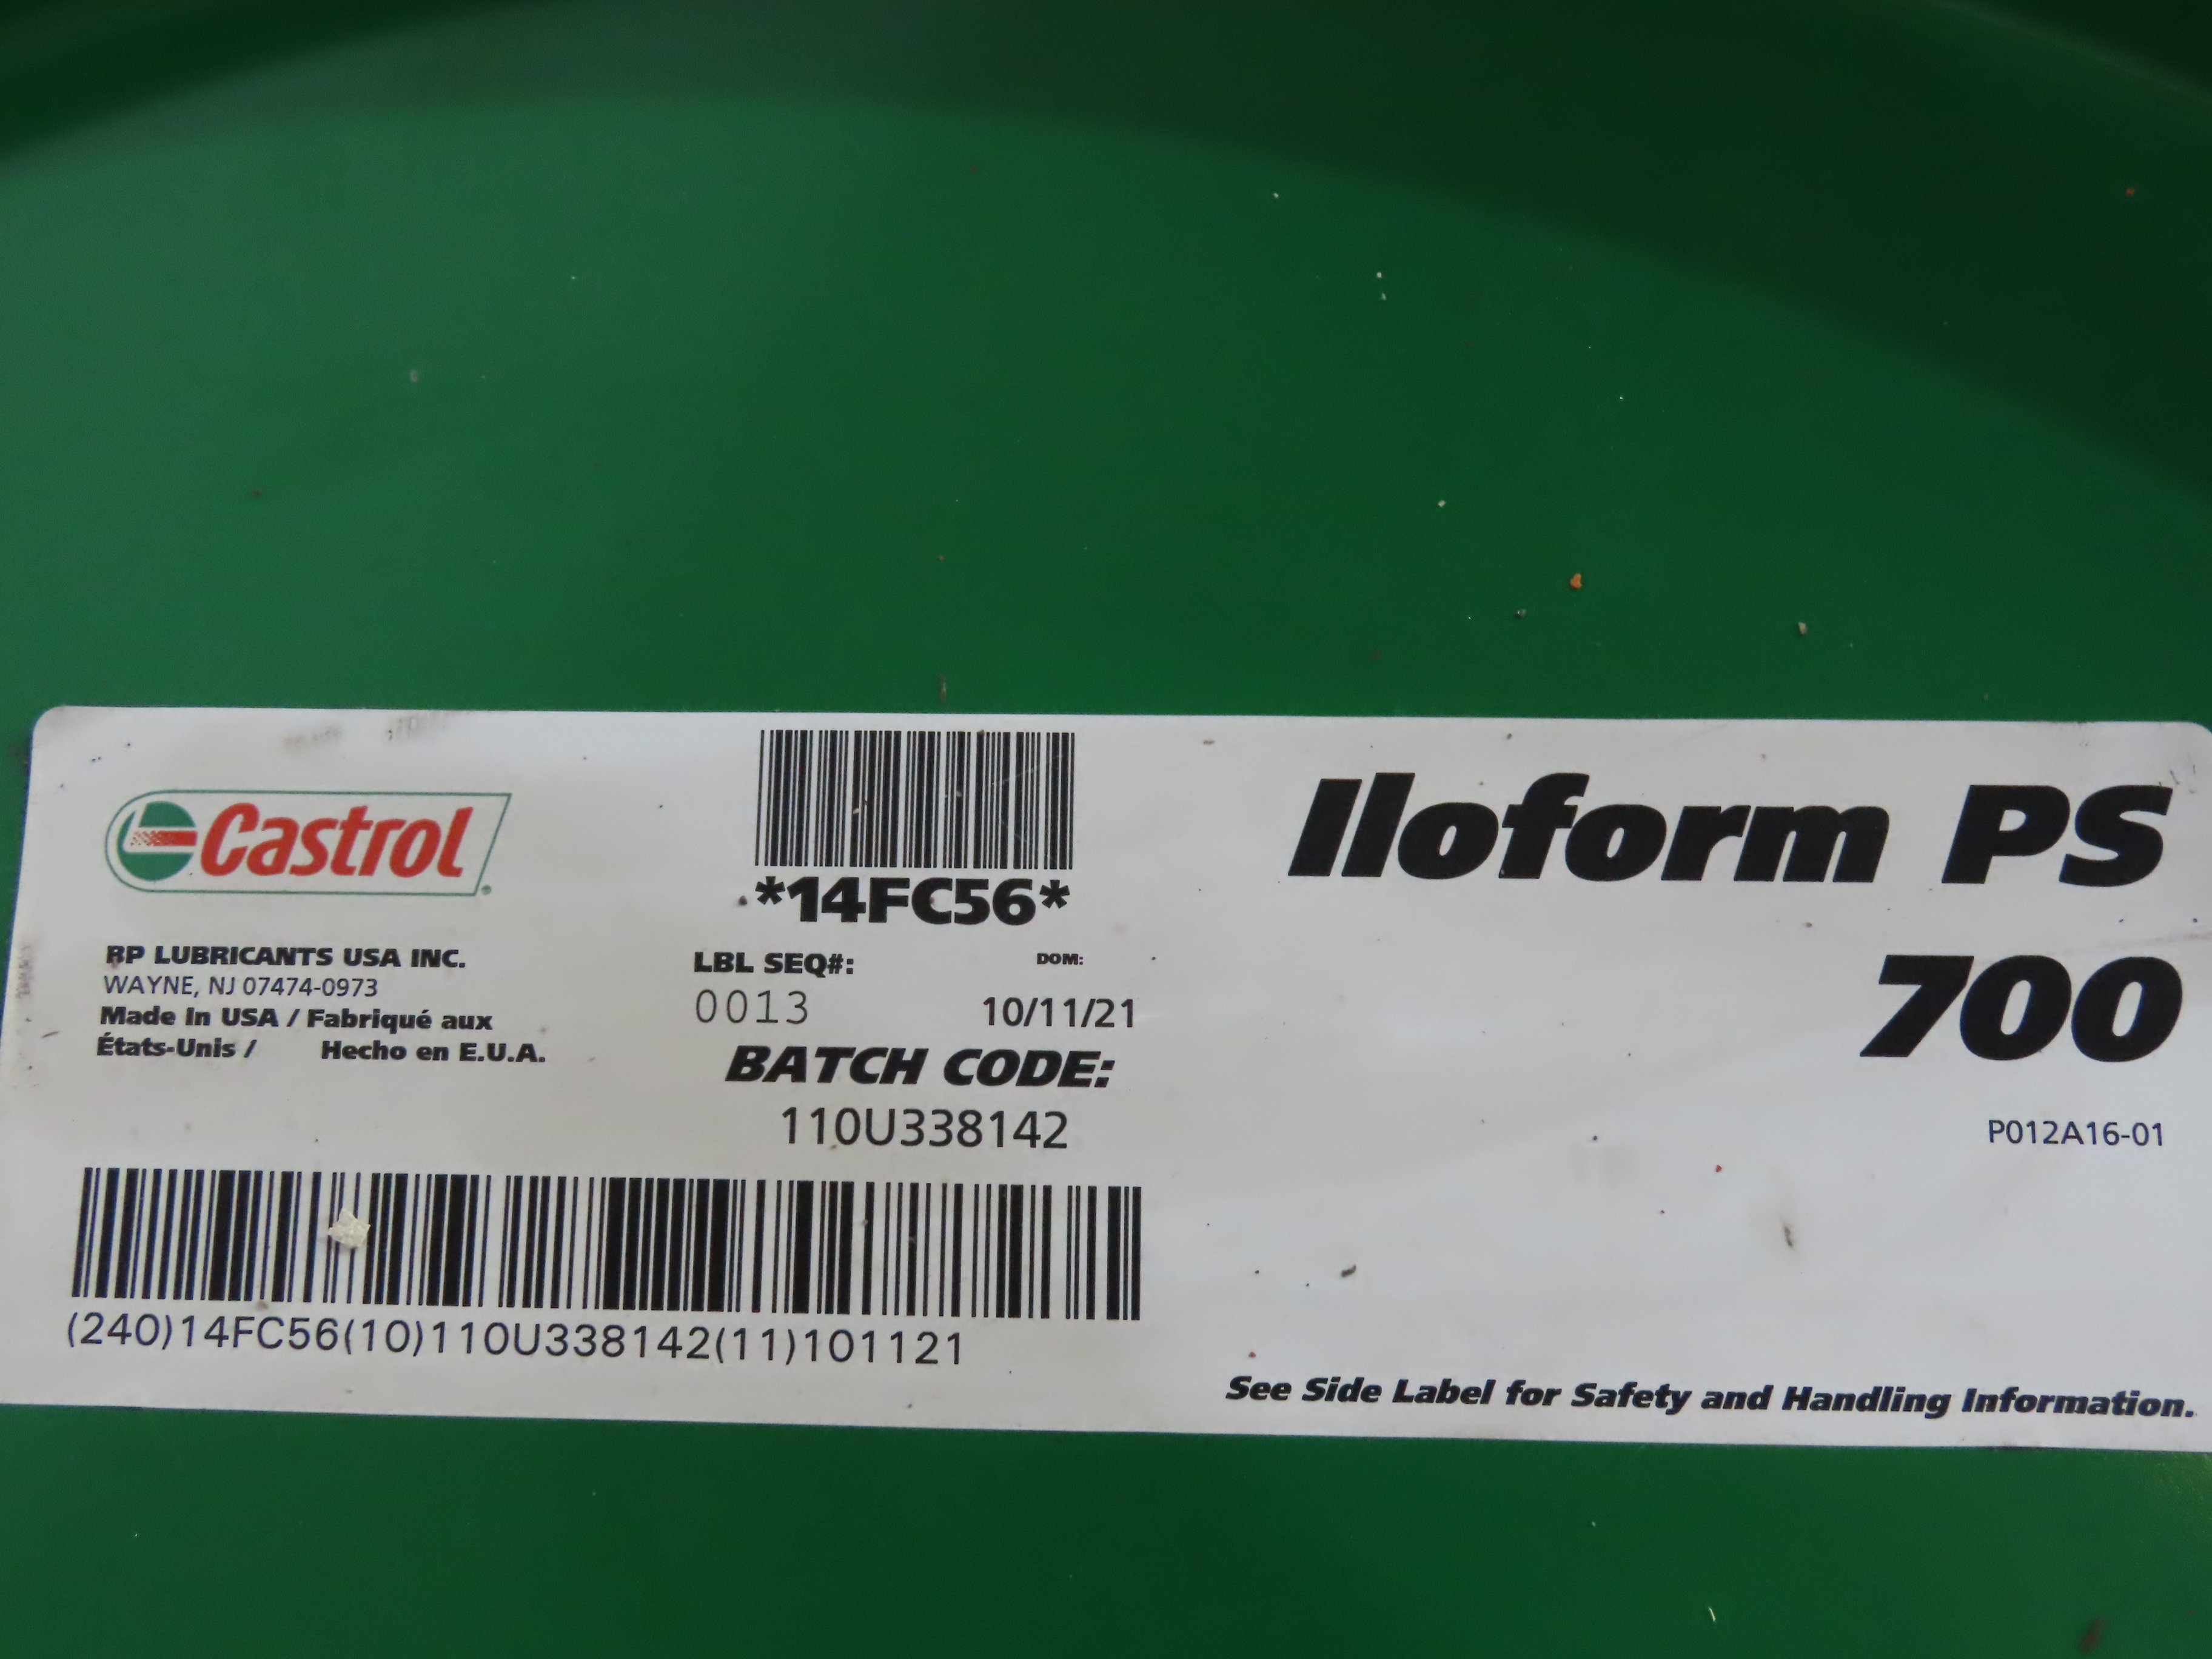 Castrol
BP LUBRICANTS USA INC.
WAYNE, NJ 07474-0973
Made In USA / Fabriqué aux
États-Unis / Hecho en E.U.A.
*14FC56*
LBL SEQ#: DOM:
0013 10/11/21
BATCH CODE:
110U338142
(240)14FC56(10)110U338142(11)101121
Iloform PS
700
P012A16-01
See Side Label for Safety and Handling Information.